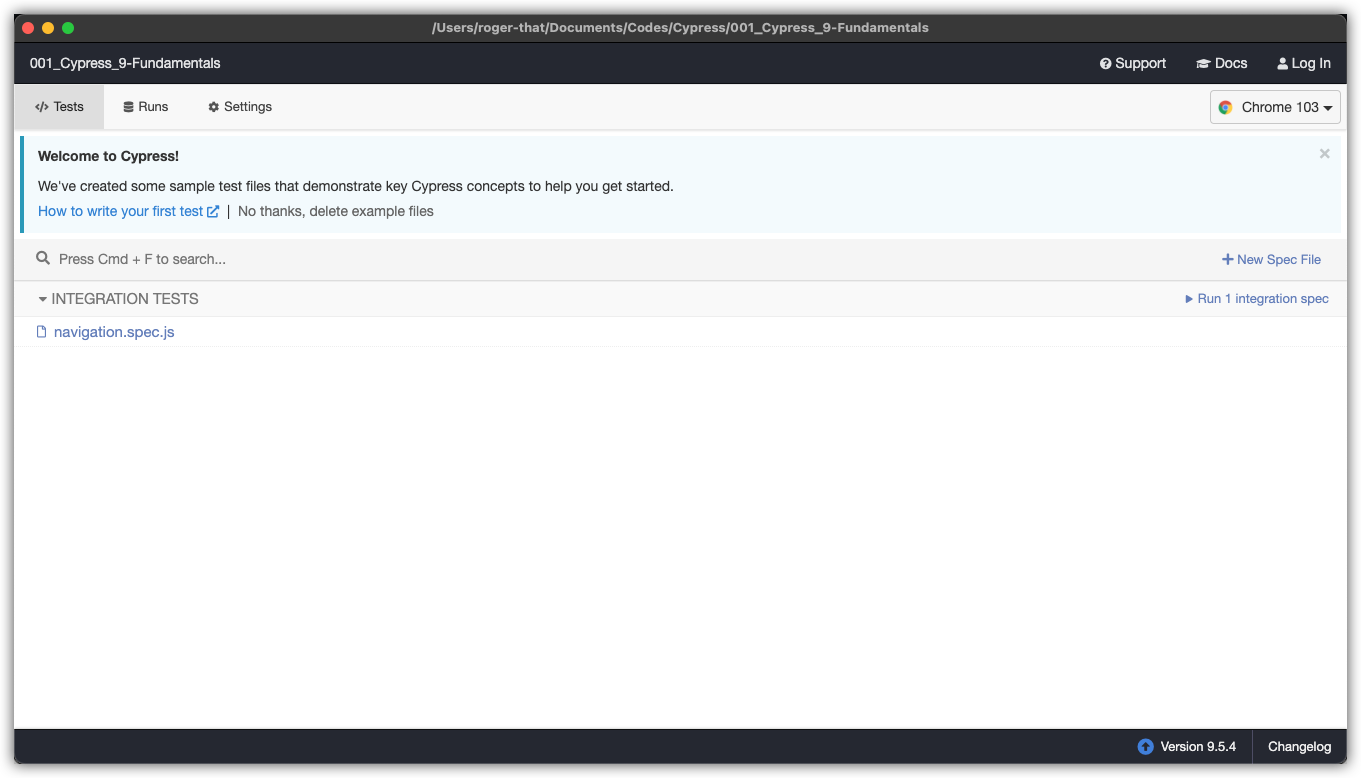 /Users/roger-that/Documents/Codes/Cypress/001_Cypress_9-Fundamentals
001_Cypress_9-Fundamentals Support Docs Log In
Tests Runs Settings Chrome 103
Welcome to Cypress!
We've created some sample test files that demonstrate key Cypress concepts to help you get started.
How to write your first test | No thanks, delete example files
Press Cmd + F to search... New Spec File
INTEGRATION TESTS Run 1 integration spec
navigation.spec.js
Version 9.5.4 Changelog